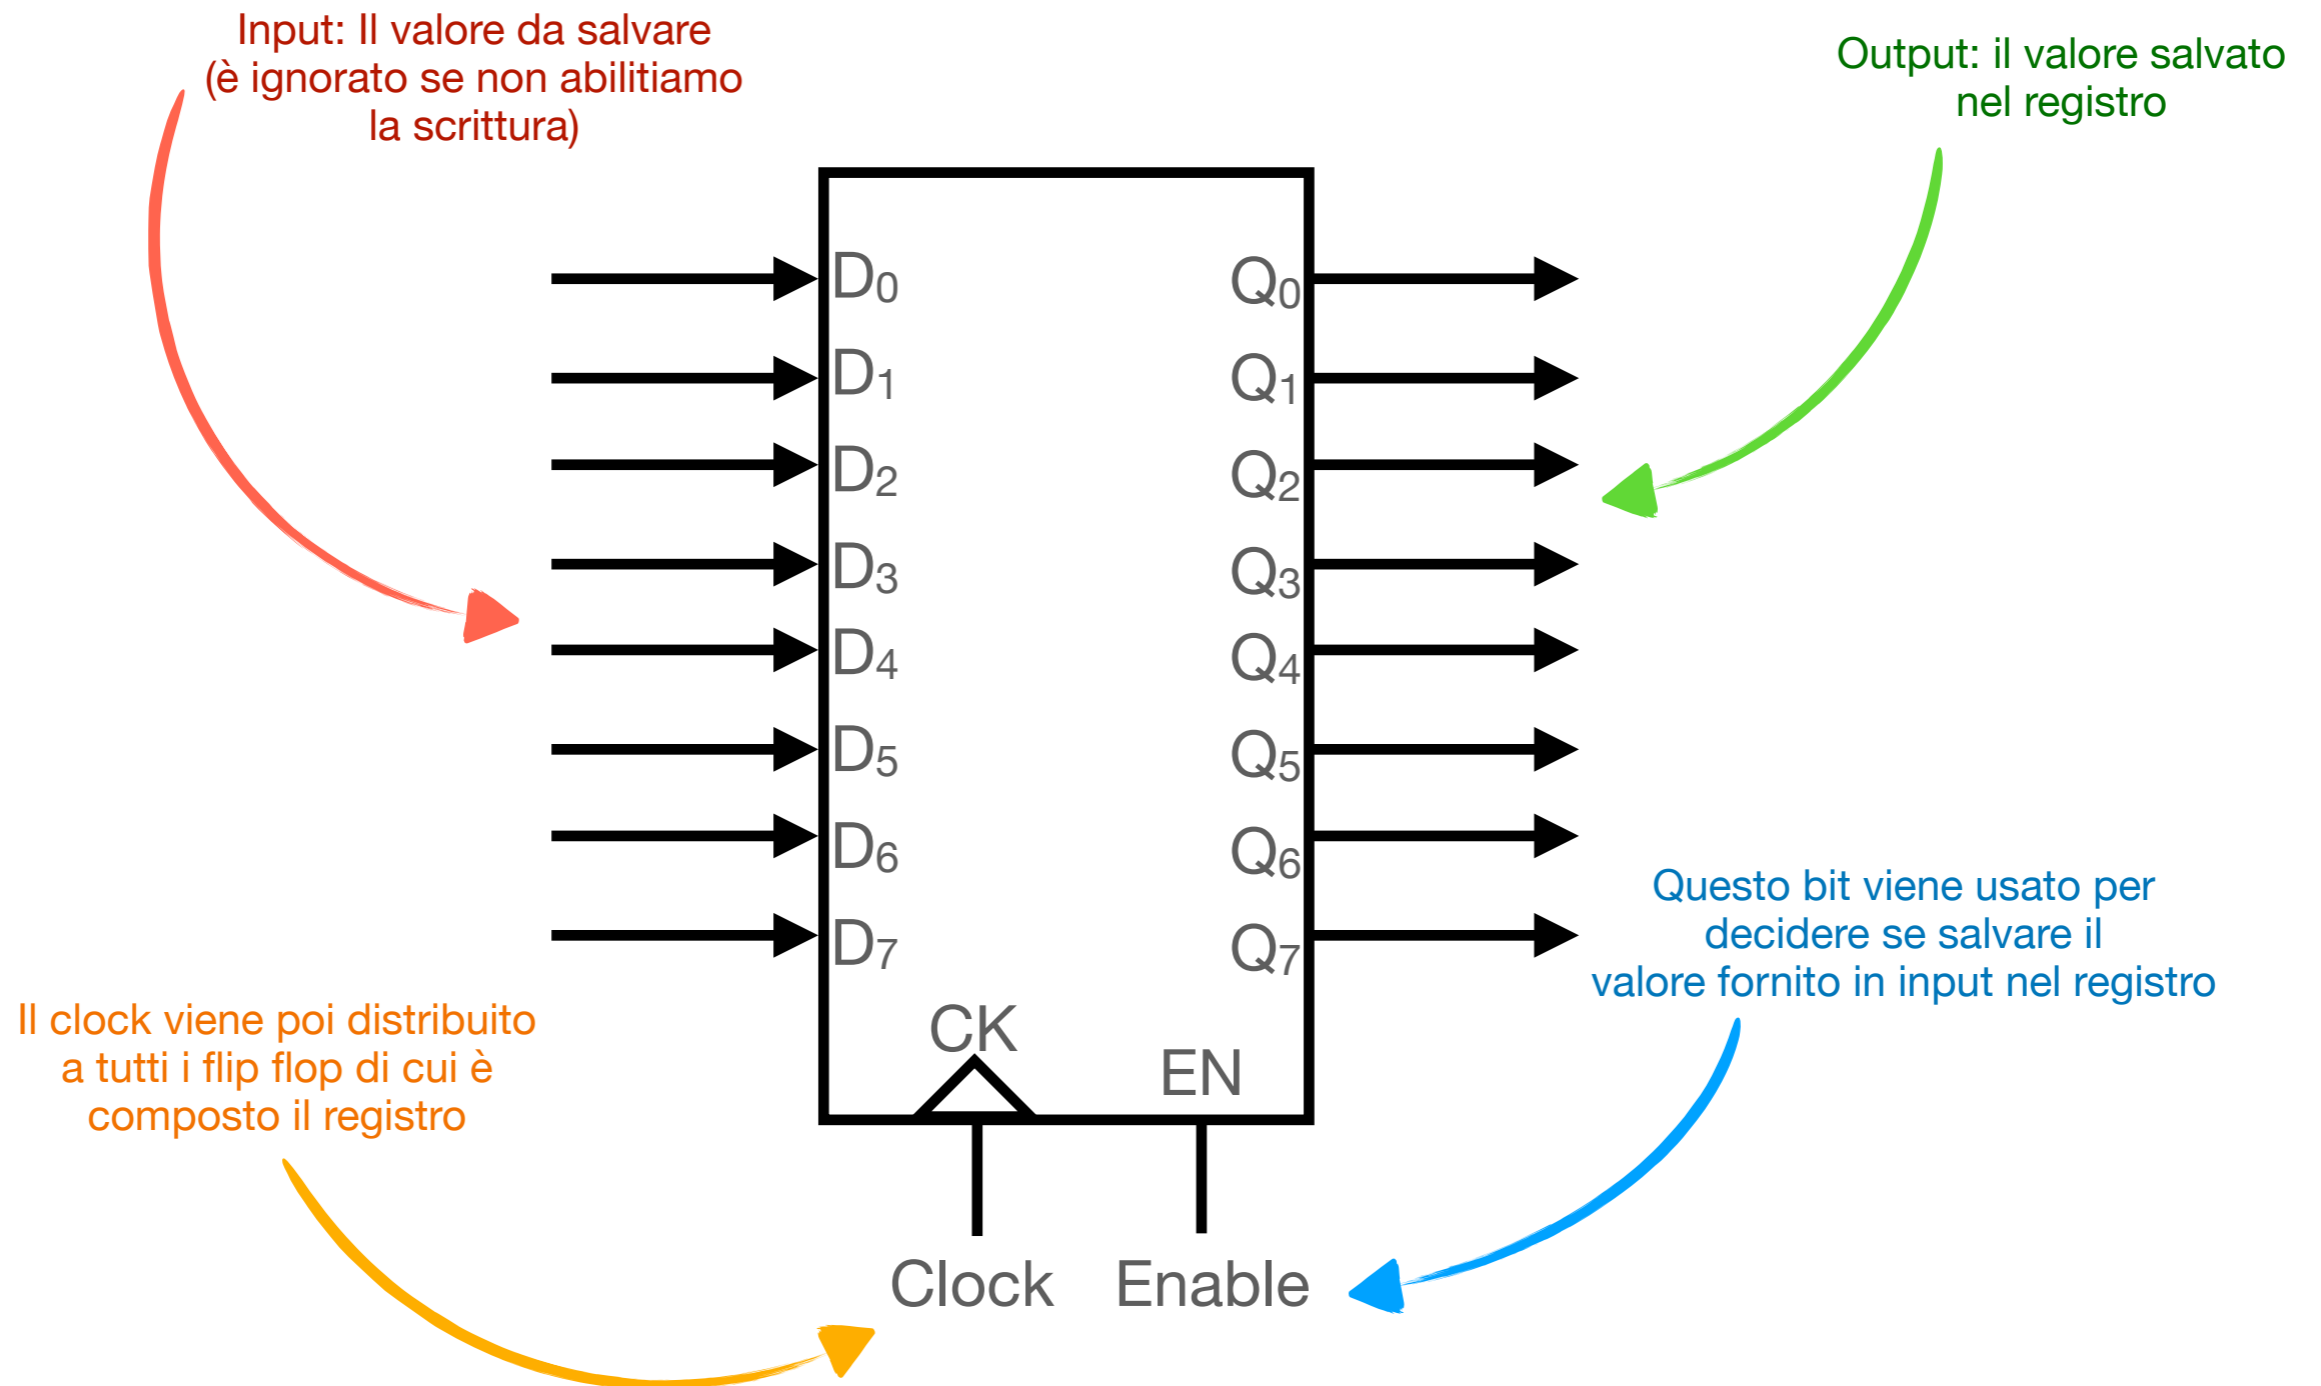 Input: Il valore da salvare
(è ignorato se non abilitiamo
la scrittura)
Output: il valore salvato
nel registro
D0
Q0
D1
Q1
D2
Q2
D3
Q3
D4
Q4
D5
Q5
D6
Q6
D7
Q7
Questo bit viene usato per
decidere se salvare il
valore fornito in input nel registro
Il clock viene poi distribuito
a tutti i flip flop di cui è
composto il registro
CK
EN
Clock
Enable